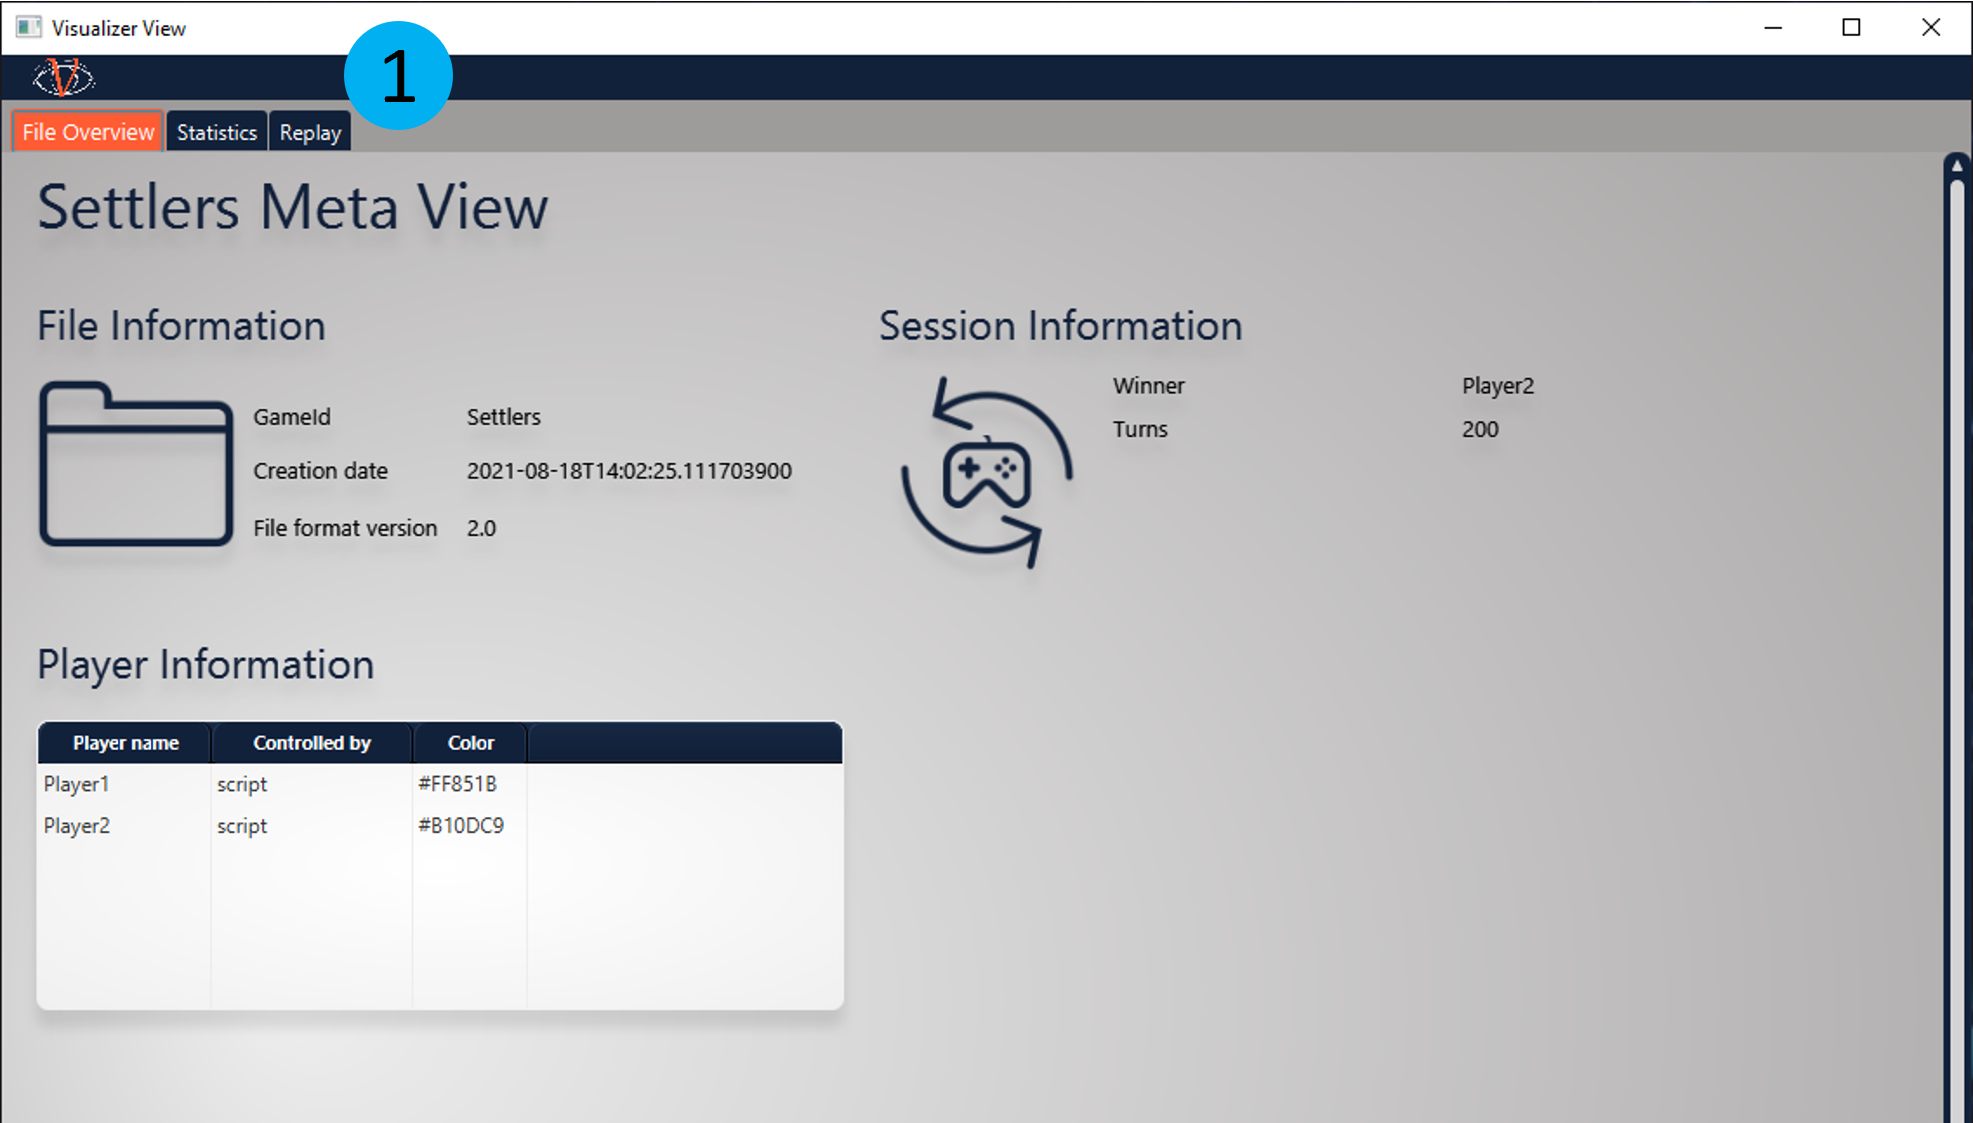 Visualizer View
1
V
File Overview Statistics Replay
Settlers Meta View
File Information
GameId Settlers
Creation date 2021-08-18T14:02:25.111703900
File format version 2.0
Session Information
Winner Player2
Turns 200
Player Information
Player name Controlled by Color
Player1 script #FF851B
Player2 script #B10DC9